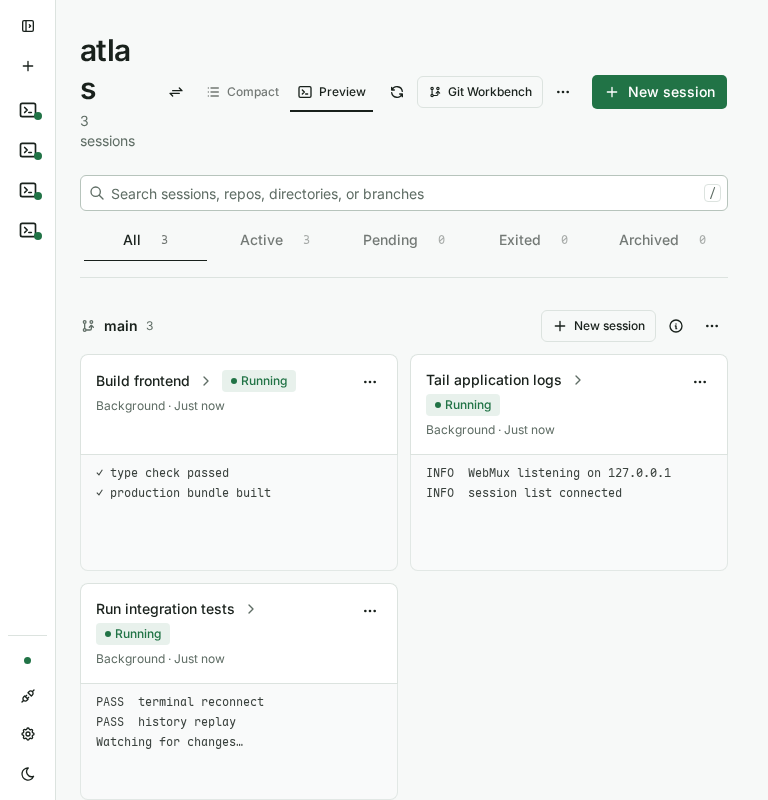 atla
s
3
sessions
Compact
Preview
Git Workbench
New session
Search sessions, repos, directories, or branches /
All 3
Active 3
Pending 0
Exited 0
Archived 0
main 3
New session
Build frontend
Running
Background · Just now
✓ type check passed
✓ production bundle built
Tail application logs
Running
Background · Just now
INFO  WebMux listening on 127.0.0.1
INFO  session list connected
Run integration tests
Running
Background · Just now
PASS  terminal reconnect
PASS  history replay
Watching for changes…